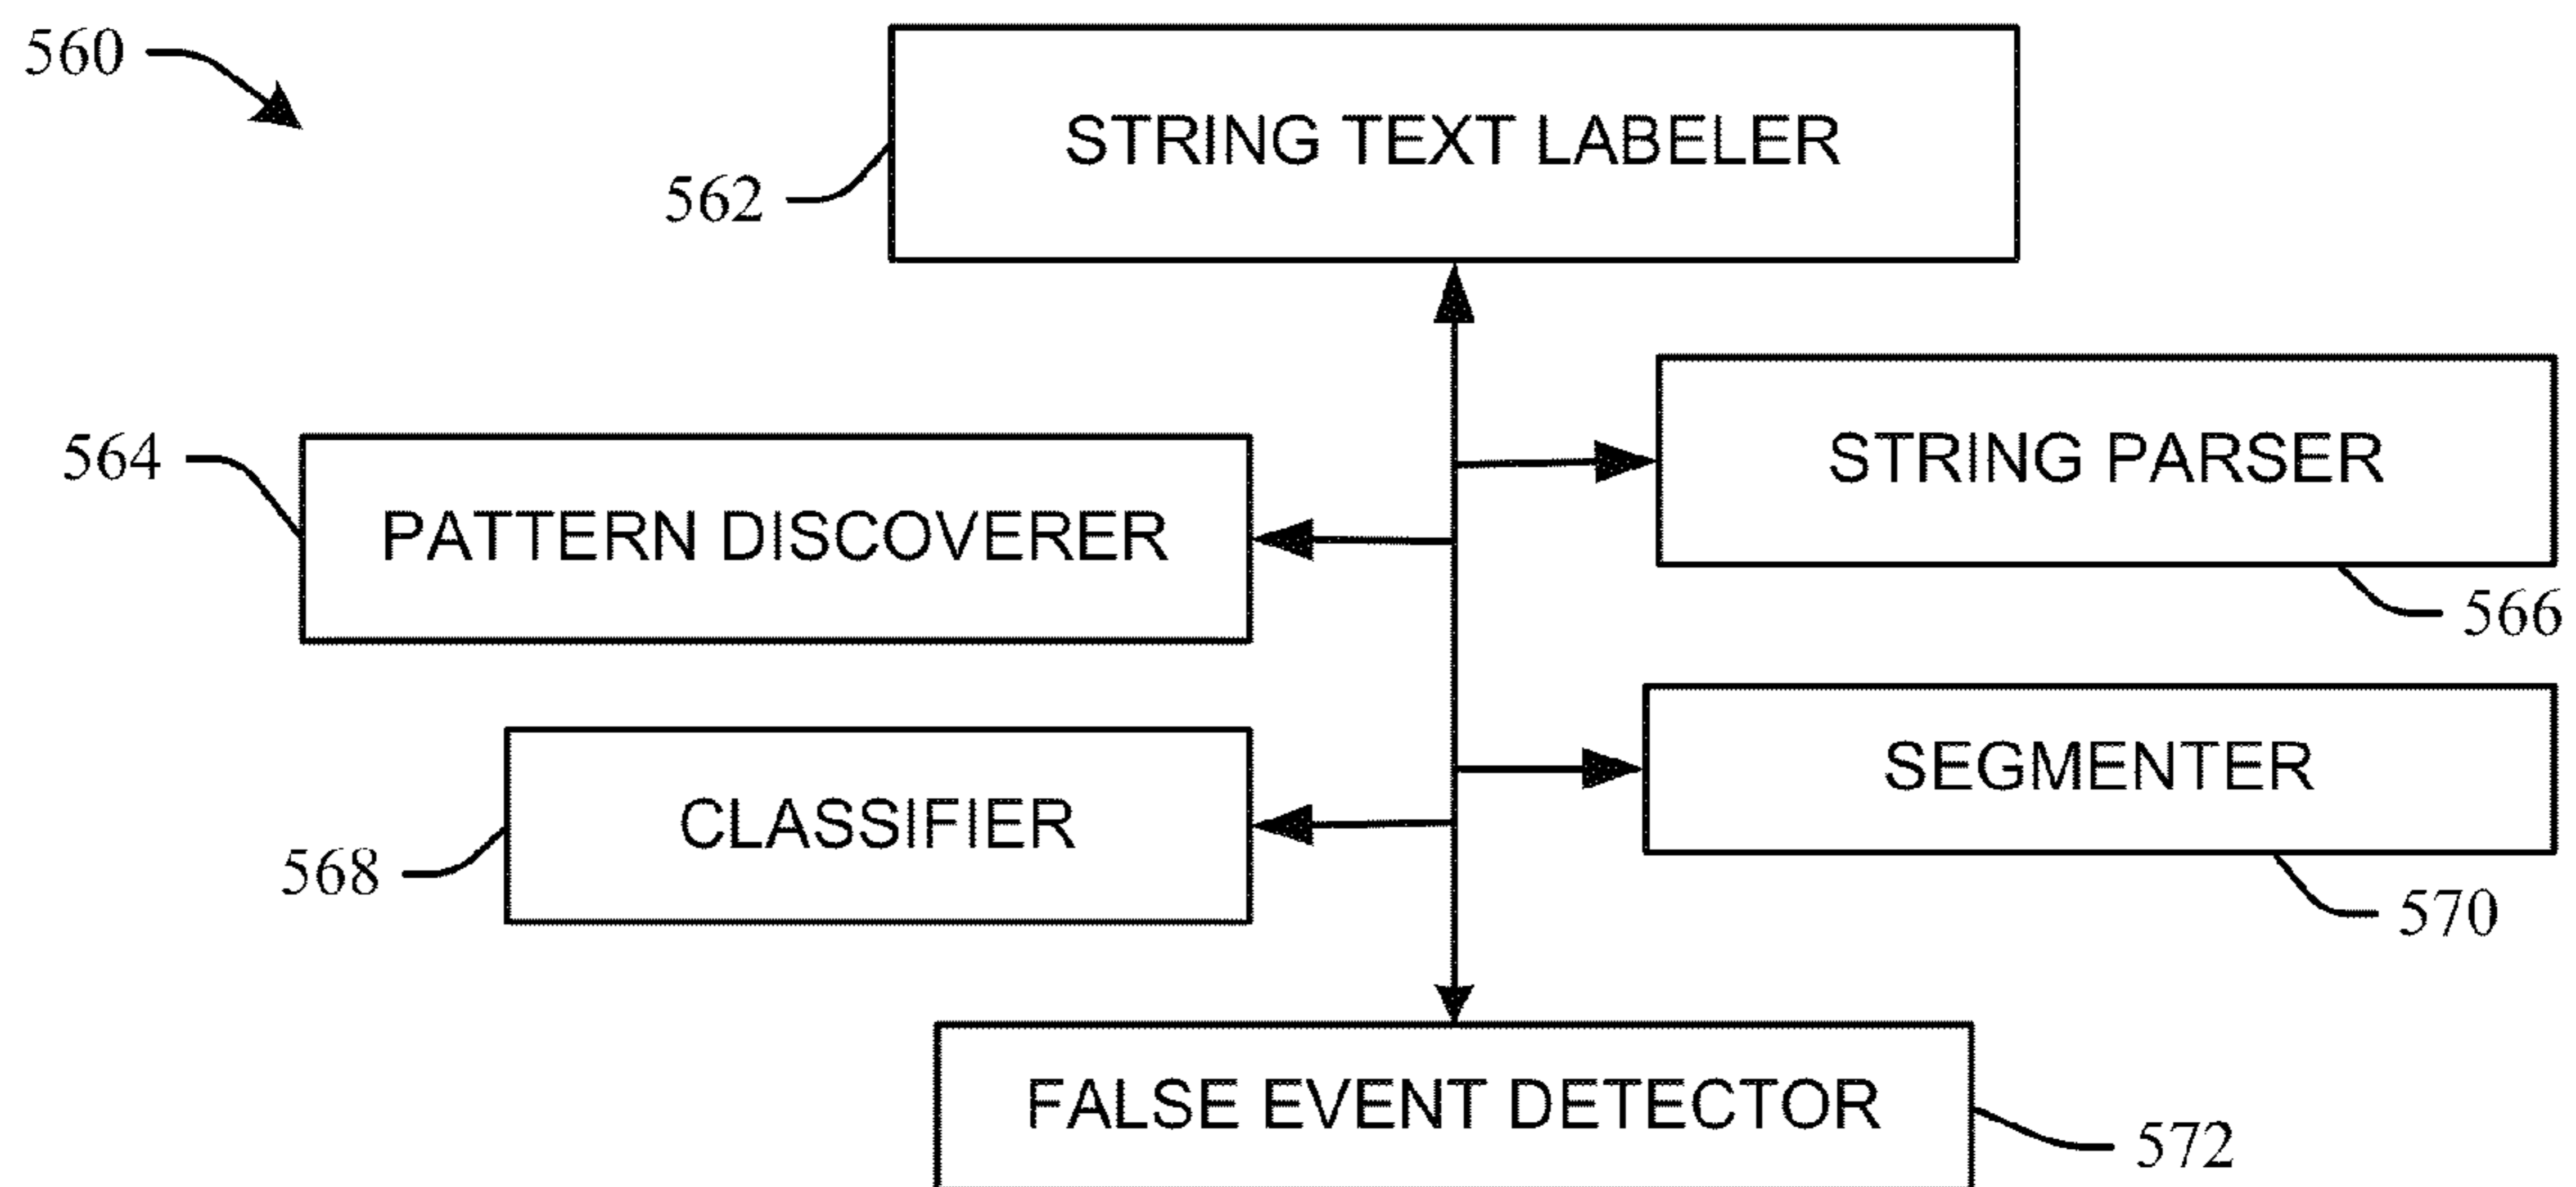 560
STRING TEXT LABELER
562
STRING PARSER
564
PATTERN DISCOVERER
566
SEGMENTER
CLASSIFIER
568
570
FALSE EVENT DETECTOR
572